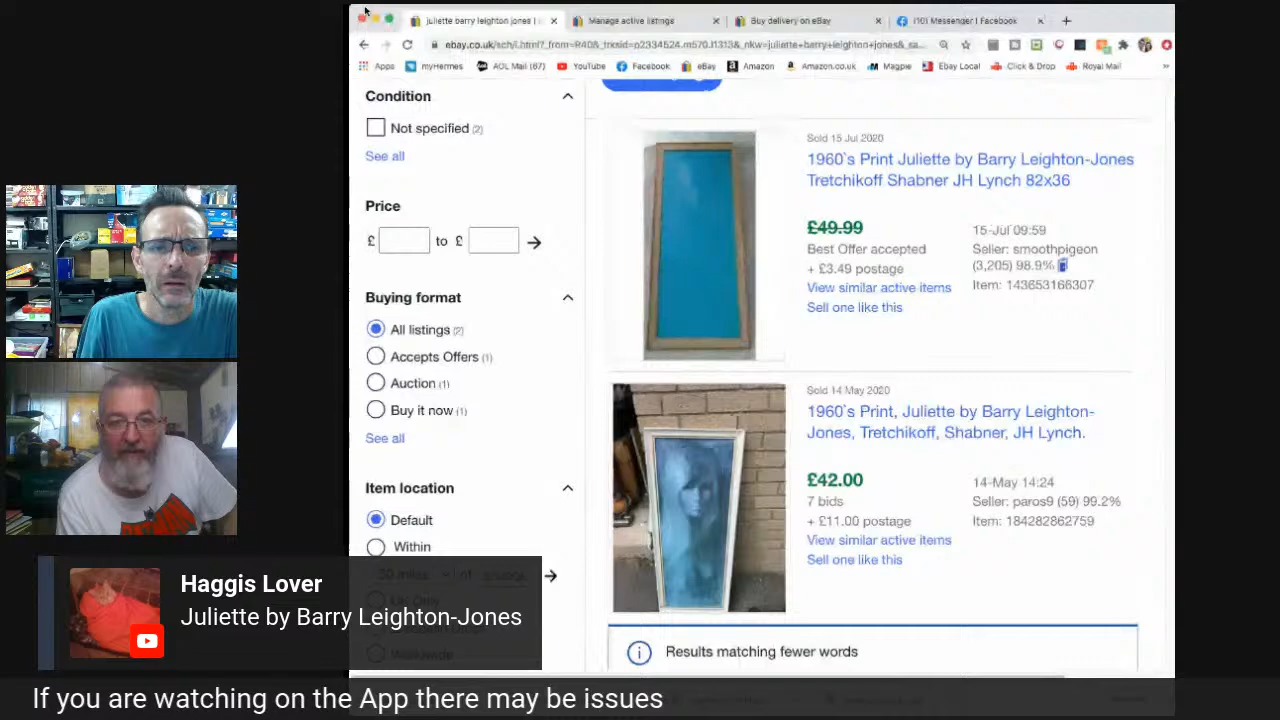 juliette barry leighton jones |
Manage active listings
Buy delivery on eBay
(10) Messenger | Facebook
ebay.co.uk/sch/i.html?_from=R40&_trksid=p2334524.m570.l1313&_nkw=juliette+barry+leighton+jones&_sa...
Apps
myHermes
AOL Mail (67)
YouTube
Facebook
eBay
Amazon
Amazon.co.uk
Magpie
Ebay Local
Click & Drop
Royal Mail
»
Condition
Not specified (2)
See all
Price
£ to £
Buying format
All listings (2)
Accepts Offers (1)
Auction (1)
Buy it now (1)
See all
Item location
Default
Within
30 miles of
Worldwide
Sold 15 Jul 2020
1960`s Print Juliette by Barry Leighton-Jones
Tretchikoff Shabner JH Lynch 82x36
£49.99
Best Offer accepted
+ £3.49 postage
View similar active items
Sell one like this
15-Jul 09:59
Seller: smoothpigeon
(3,205) 98.9%
Item: 143653166307
Sold 14 May 2020
1960`s Print, Juliette by Barry Leighton-
Jones, Tretchikoff, Shabner, JH Lynch.
£42.00
7 bids
+ £11.00 postage
View similar active items
Sell one like this
14-May 14:24
Seller: paros9 (59) 99.2%
Item: 184282862759
Results matching fewer words
Haggis Lover
Juliette by Barry Leighton-Jones
If you are watching on the App there may be issues